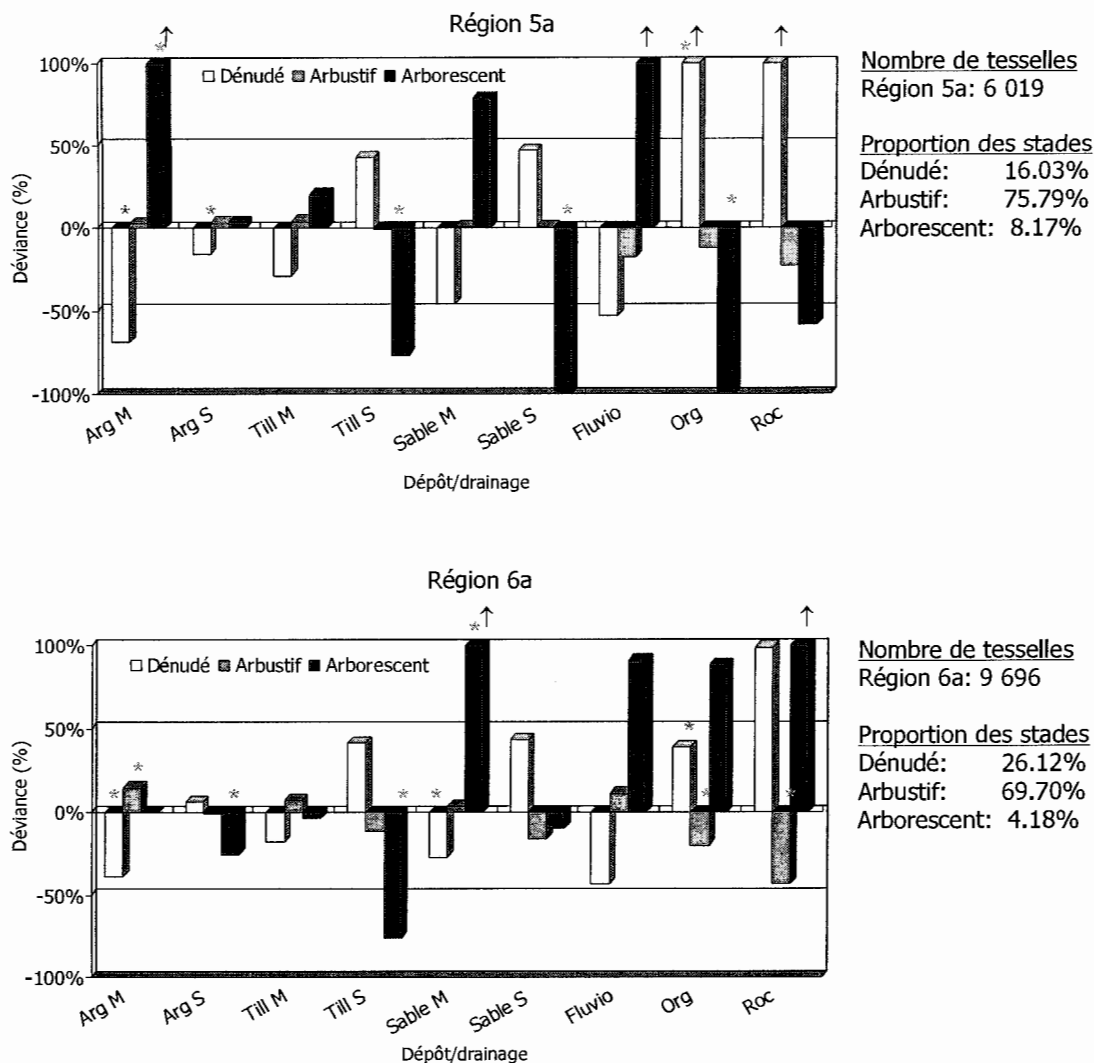 Région 5a
Dénudé Arbustif Arborescent
100%
50%
0%
-50%
-100%
Déviance (%)
Arg M
Arg S
Till M
Till S
Sable M
Sable S
Fluvio
Org
Roc
Dépôt/drainage
Nombre de tesselles
Région 5a: 6 019
Proportion des stades
Dénudé: 16.03%
Arbustif: 75.79%
Arborescent: 8.17%
Région 6a
Dénudé Arbustif Arborescent
100%
50%
0%
-50%
-100%
Déviance (%)
Arg M
Arg S
Till M
Till S
Sable M
Sable S
Fluvio
Org
Roc
Dépôt/drainage
Nombre de tesselles
Région 6a: 9 696
Proportion des stades
Dénudé: 26.12%
Arbustif: 69.70%
Arborescent: 4.18%